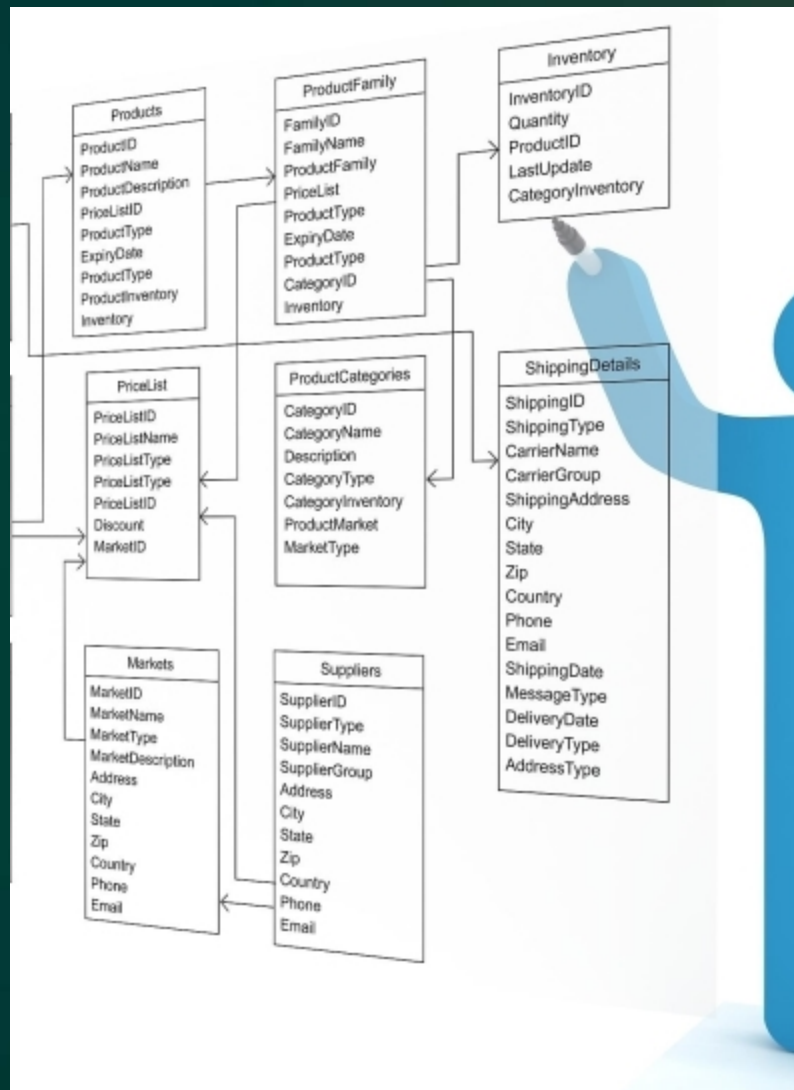 Products
ProductID
ProductName
ProductDescription
PriceListID
ProductType
ExpiryDate
ProductType
ProductInventory
Inventory
ProductFamily
FamilyID
FamilyName
ProductFamily
PriceList
ProductType
ExpiryDate
ProductType
CategoryID
Inventory
Inventory
InventoryID
Quantity
ProductID
LastUpdate
CategoryInventory
PriceList
PriceListID
PriceListName
PriceListType
PriceListType
PriceListID
Discount
MarketID
ProductCategories
CategoryID
CategoryName
Description
CategoryType
CategoryInventory
ProductMarket
MarketType
ShippingDetails
ShippingID
ShippingType
CarrierName
CarrierGroup
ShippingAddress
City
State
Zip
Country
Phone
Email
ShippingDate
MessageType
DeliveryDate
DeliveryType
AddressType
Markets
MarketID
MarketName
MarketType
MarketDescription
Address
City
State
Zip
Country
Phone
Email
Suppliers
SupplierID
SupplierType
SupplierName
SupplierGroup
Address
City
State
Zip
Country
Phone
Email